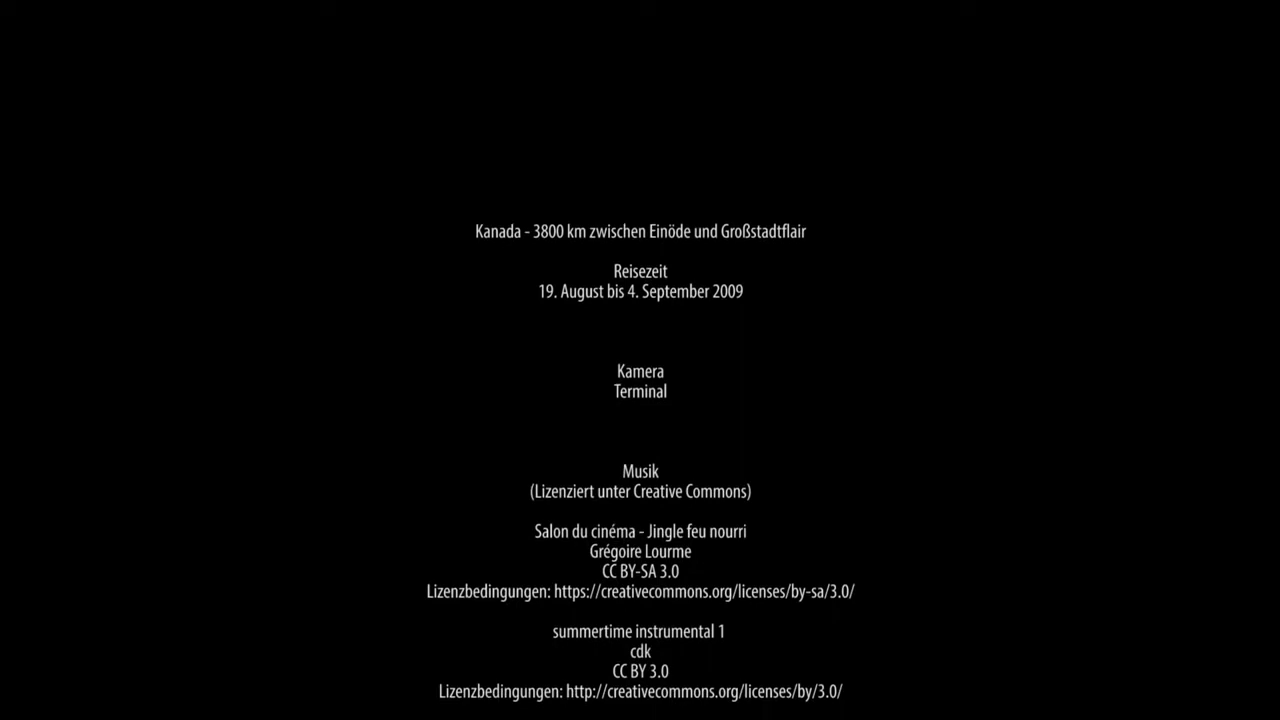 Kanada - 3800 km zwischen Einöde und Großstadtflair
Reisezeit
19. August bis 4. September 2009
Kamera
Terminal
Musik
(Lizenziert unter Creative Commons)
Salon du cinéma - Jingle feu nourri
Grégoire Lourme
CC BY-SA 3.0
Lizenzbedingungen: https://creativecommons.org/licenses/by-sa/3.0/
summertime instrumental 1
cdk
CC BY 3.0
Lizenzbedingungen: http://creativecommons.org/licenses/by/3.0/